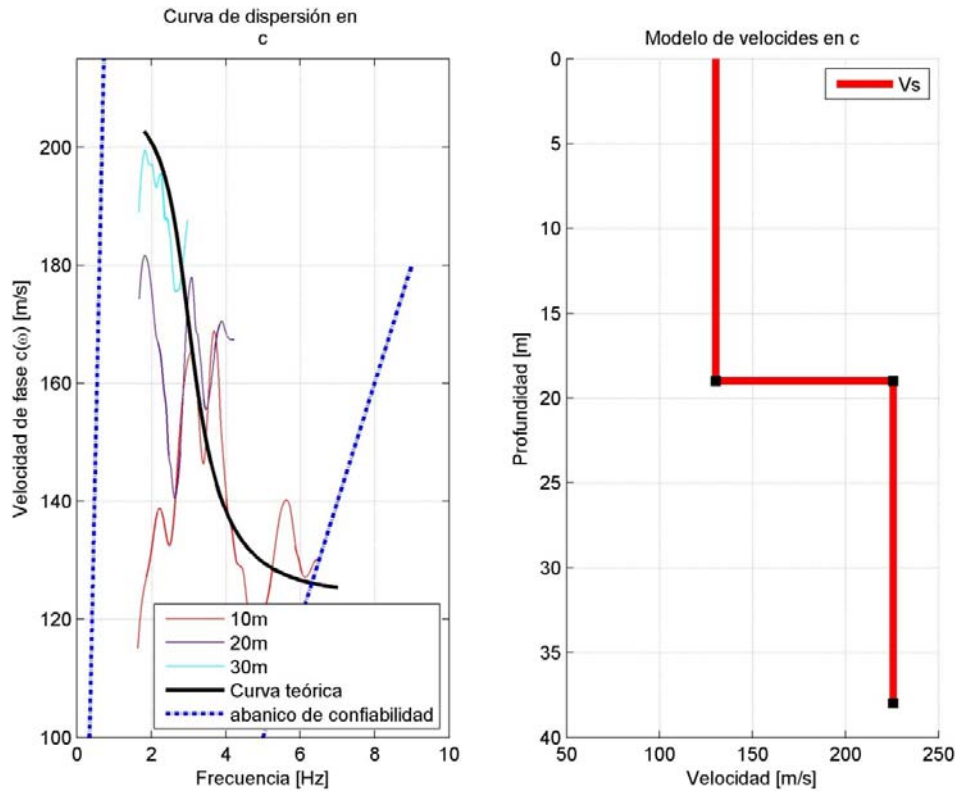 Curva de dispersión en
c
200
180
160
140
120
100
Velocidad de fase c(ω) [m/s]
0
2
4
6
8
10
Frecuencia [Hz]
10m
20m
30m
Curva teórica
abanico de confiabilidad
Modelo de velocides en c
0
5
10
15
20
25
30
35
40
Profundidad [m]
50
100
150
200
250
Velocidad [m/s]
Vs